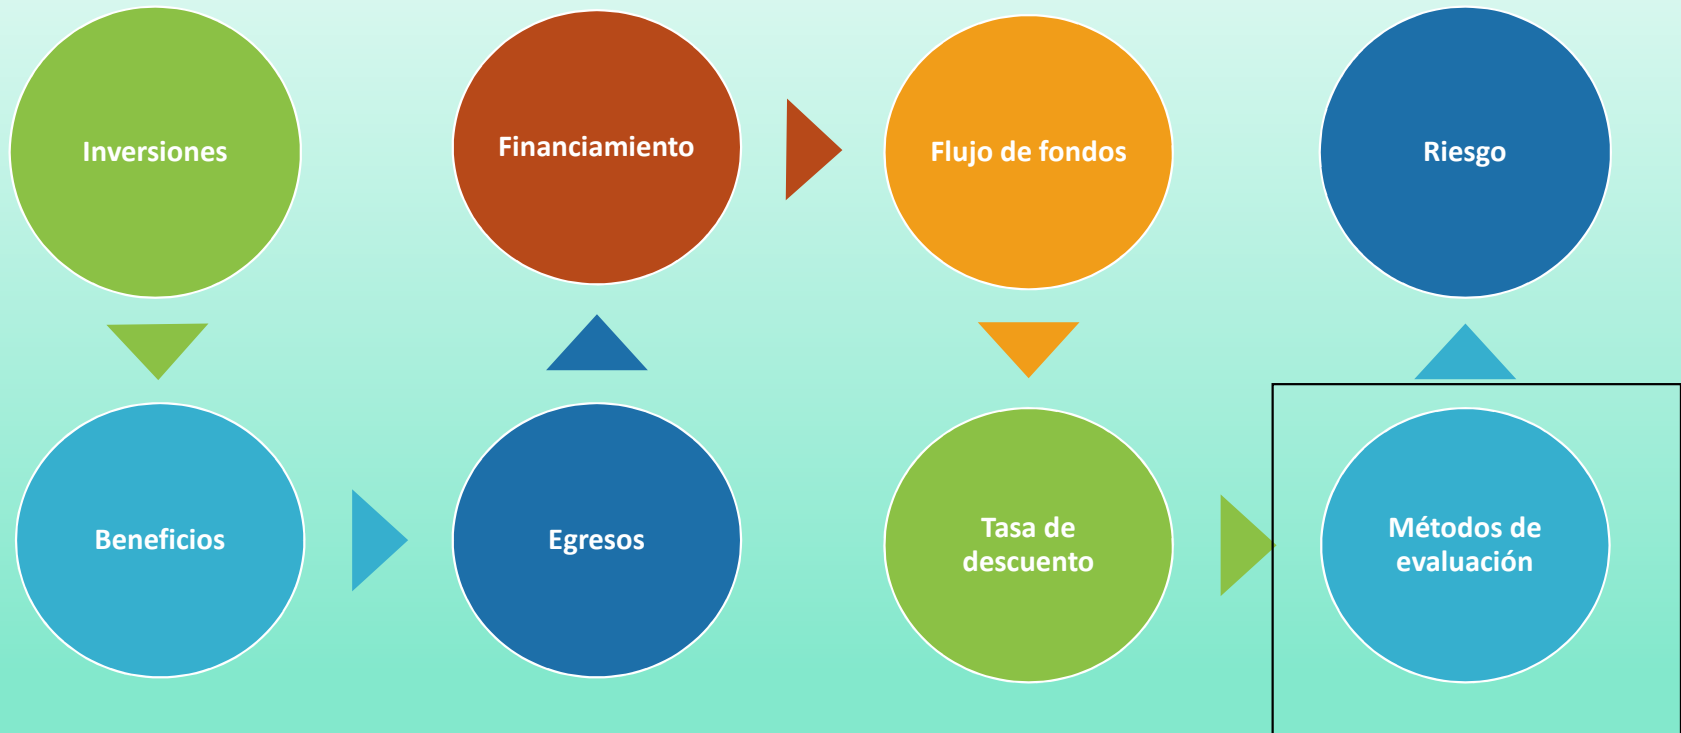 Inversiones
Beneficios
Egresos
Financiamiento
Flujo de fondos
Tasa de
descuento
Métodos de
evaluación
Riesgo